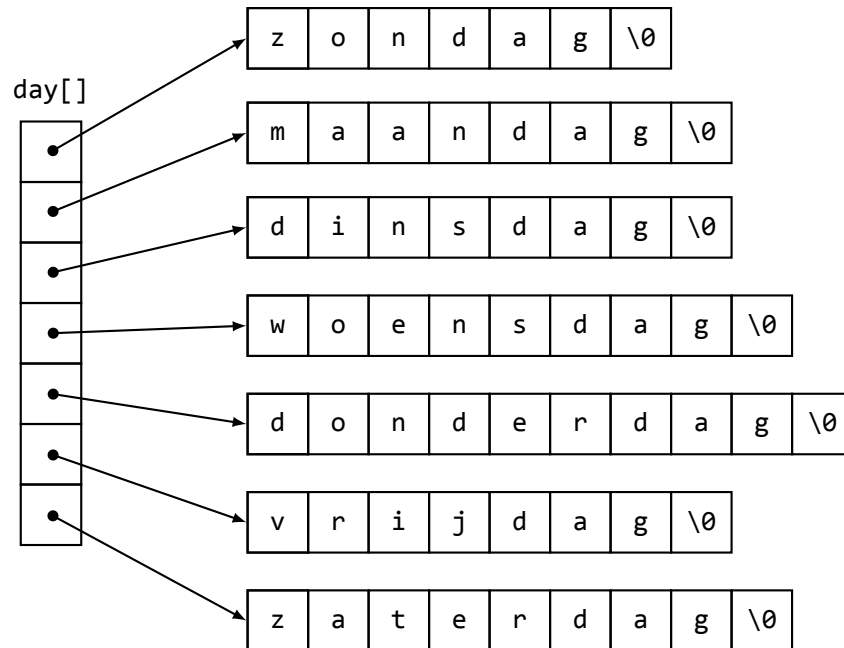 z o n d a g \0
day[]
m a a n d a g \0
d i n s d a g \0
w o e n s d a g \0
d o n d e r d a g \0
v r i j d a g \0
z a t e r d a g \0